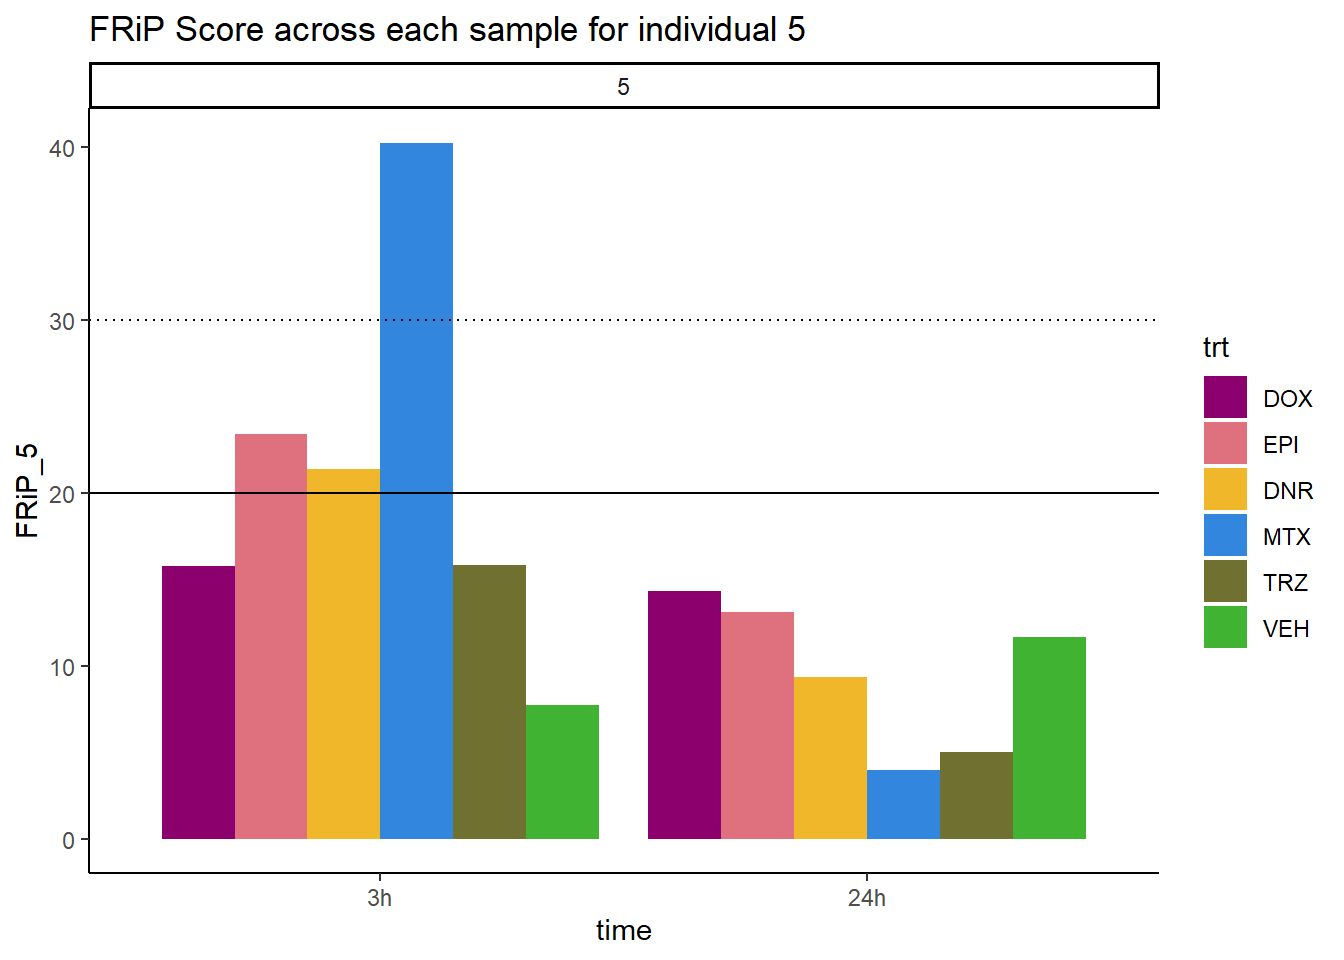 FRiP Score across each sample for individual 5
5
40
30
20
10
0
FRiP_5
3h
24h
time
trt
DOX
EPI
DNR
MTX
TRZ
VEH